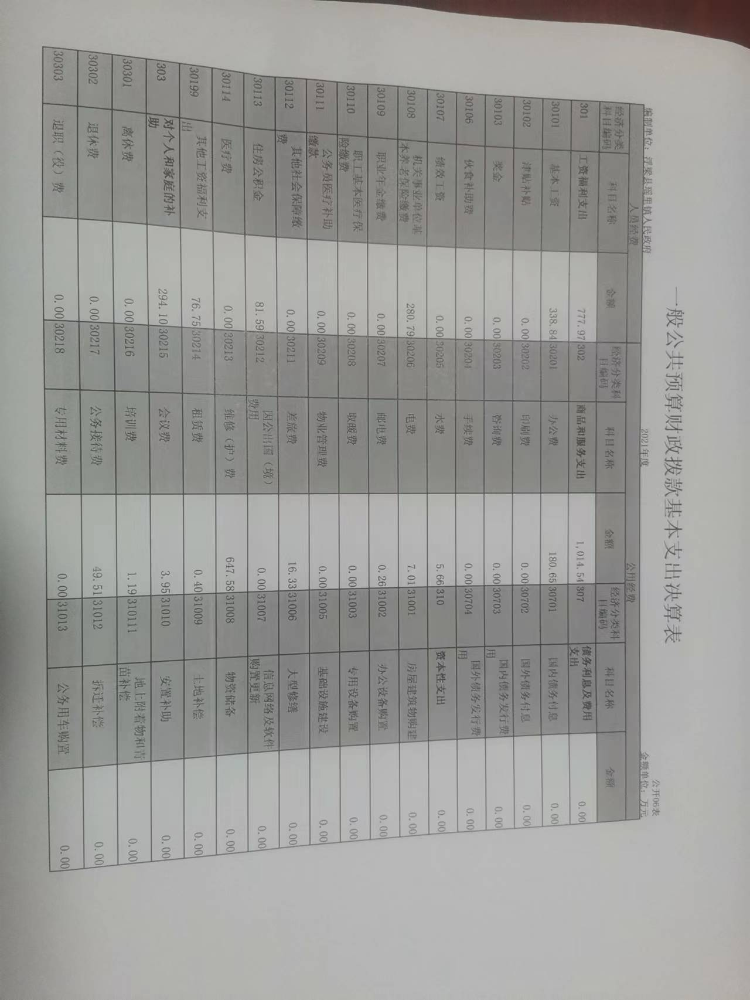 一般公共预算财政拨款基本支出决算表
公开06表
编制单位：浮梁县瑶里镇人民政府 2021年度 金额单位：万元
人员经费 公用经费
经济分类科目编码 科目名称 金额 经济分类科目编码 科目名称 金额 经济分类科目编码 科目名称 金额
301 工资福利支出 777.97 302 商品和服务支出 1,014.54 307 债务利息及费用支出 0.00
30101 基本工资 338.84 30201 办公费 180.65 30701 国内债务付息 0.00
30102 津贴补贴 0.00 30202 印刷费 0.00 30702 国外债务付息 0.00
30103 奖金 0.00 30203 咨询费 0.00 30703 国内债务发行费用 0.00
30106 伙食补助费 0.00 30204 手续费 0.00 30704 国外债务发行费用 0.00
30107 绩效工资 0.00 30205 水费 5.66 310 资本性支出 0.00
30108 机关事业单位基本养老保险缴费 280.79 30206 电费 7.01 31001 房屋建筑物购建 0.00
30109 职业年金缴费 0.00 30207 邮电费 0.26 31002 办公设备购置 0.00
30110 职工基本医疗保险缴费 0.00 30208 取暖费 0.00 31003 专用设备购置 0.00
30111 公务员医疗补助缴款 0.00 30209 物业管理费 0.00 31005 基础设施建设 0.00
30112 其他社会保障缴费 0.00 30211 差旅费 16.33 31006 大型修缮 0.00
30113 住房公积金 81.59 30212 因公出国（境）费用 0.00 31007 信息网络及软件购置更新 0.00
30114 医疗费 0.00 30213 维修（护）费 647.58 31008 物资储备 0.00
30199 其他工资福利支出 76.75 30214 租赁费 0.40 31009 土地补偿 0.00
303 对个人和家庭的补助 294.10 30215 会议费 3.95 31010 安置补助 0.00
30301 离休费 0.00 30216 培训费 1.19 310111 地上附着物和青苗补偿 0.00
30302 退休费 0.00 30217 公务接待费 49.51 31012 拆迁补偿 0.00
30303 退职（役）费 0.00 30218 专用材料费 0.00 31013 公务用车购置 0.00